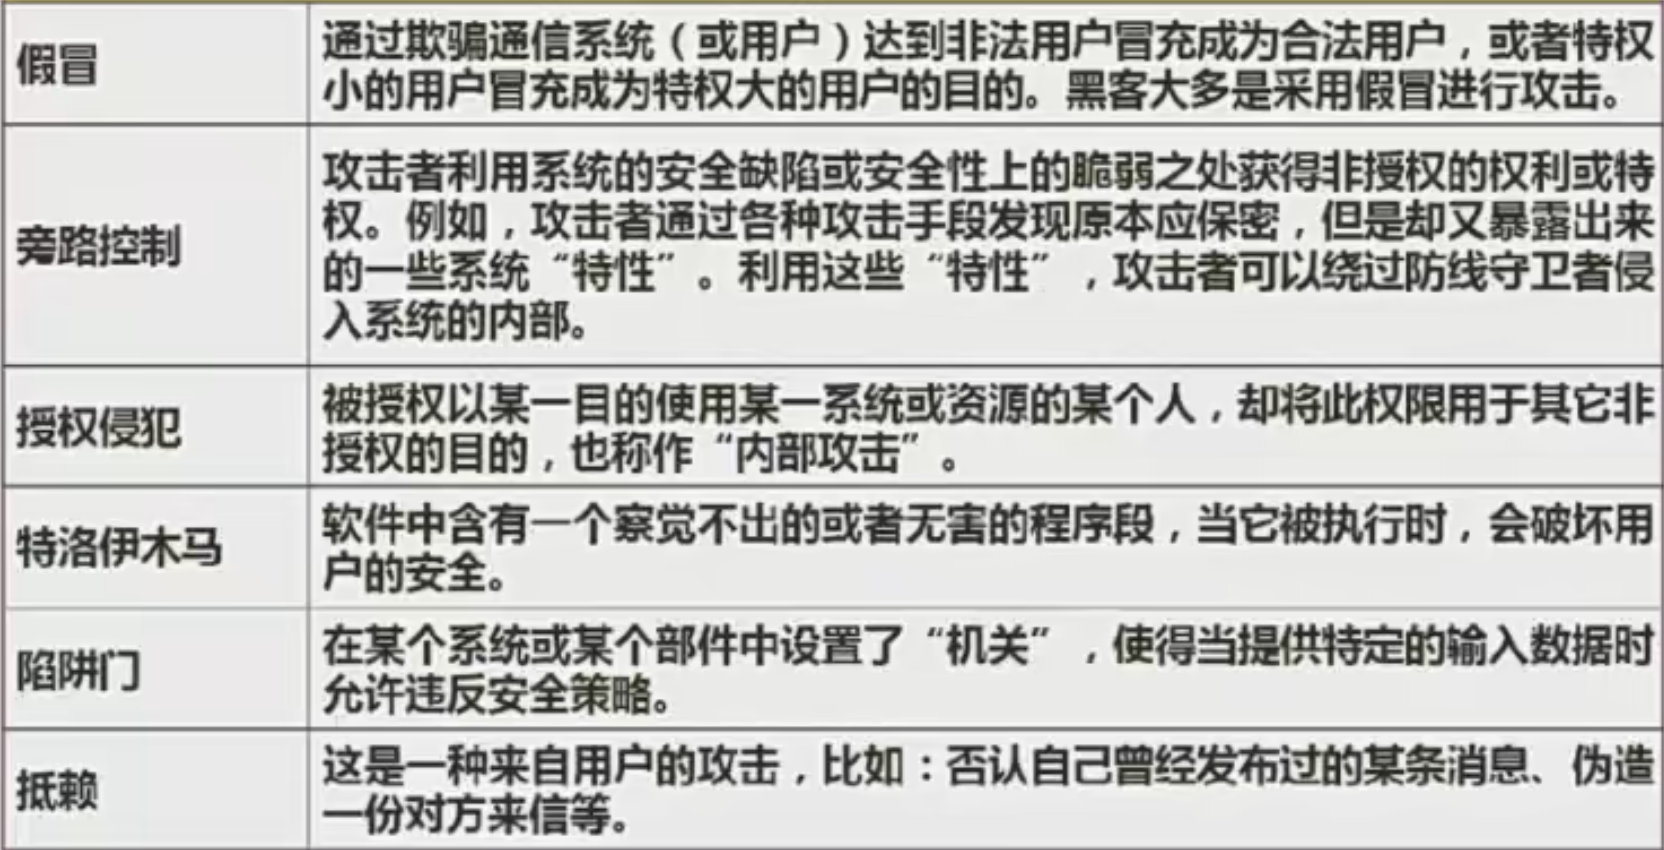 假冒
通过欺骗通信系统（或用户）达到非法用户冒充成为合法用户，或者特权
小的用户冒充成为特权大的用户的目的。黑客大多是采用假冒进行攻击。
旁路控制
攻击者利用系统的安全缺陷或安全性上的脆弱之处获得非授权的权利或特
权。例如，攻击者通过各种攻击手段发现原本应保密，但是却又暴露出来
的一些系统“特性”。利用这些“特性”，攻击者可以绕过防线守卫者侵
入系统的内部。
授权侵犯
被授权以某一目的使用某一系统或资源的某个人，却将此权限用于其它非
授权的目的，也称作“内部攻击”。
特洛伊木马
软件中含有一个察觉不出的或者无害的程序段，当它被执行时，会破坏用
户的安全。
陷阱门
在某个系统或某个部件中设置了“机关”，使得当提供特定的输入数据时
允许违反安全策略。
抵赖
这是一种来自用户的攻击，比如：否认自己曾经发布过的某条消息、伪造
一份对方来信等。